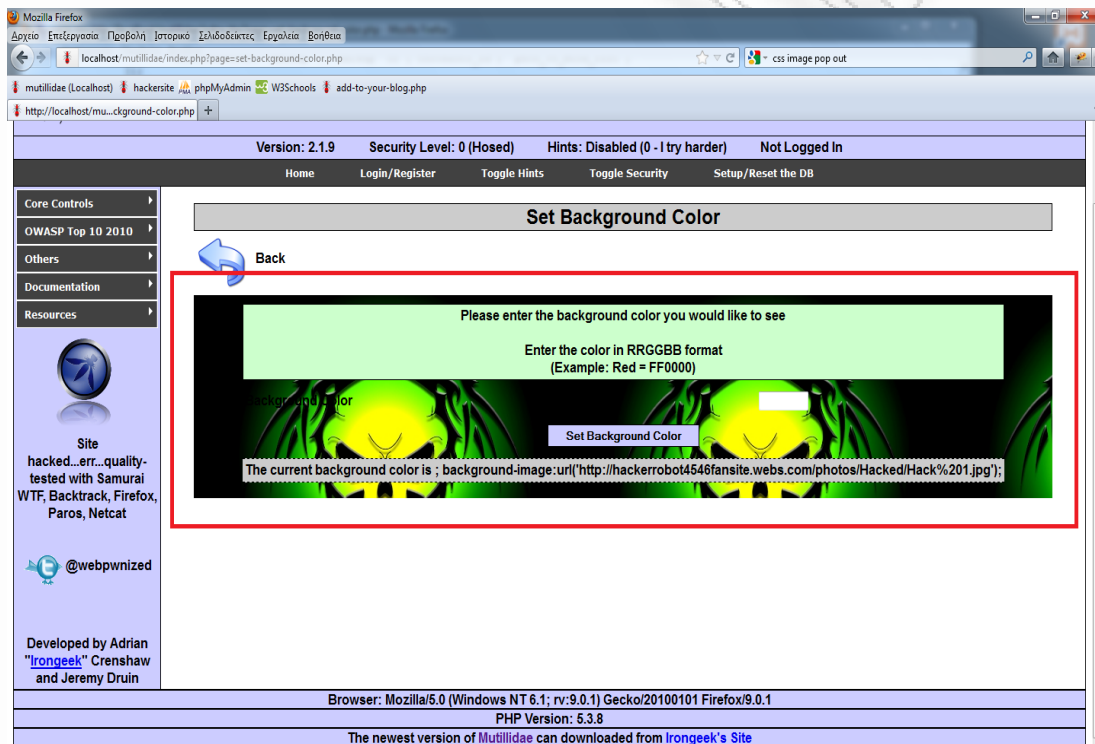 Mozilla Firefox
Αρχείο Επεξεργασία Προβολή Ιστορικό Σελιδοδείκτες Εργαλεία Βοήθεια
localhost/mutillidae/index.php?page=set-background-color.php
css image pop out
mutillidae (Localhost) hackersite phpMyAdmin W3Schools add-to-your-blog.php
http://localhost/mu...ckground-color.php +
Version: 2.1.9 Security Level: 0 (Hosed) Hints: Disabled (0 - I try harder) Not Logged In
Home Login/Register Toggle Hints Toggle Security Setup/Reset the DB
Core Controls
OWASP Top 10 2010
Others
Documentation
Resources
Site
hacked...err...quality-
tested with Samurai
WTF, Backtrack, Firefox,
Paros, Netcat
@webpwnized
Developed by Adrian
"Irongeek" Crenshaw
and Jeremy Druin
Set Background Color
Back
Please enter the background color you would like to see
Enter the color in RRGGBB format
(Example: Red = FF0000)
Background Color
Set Background Color
The current background color is ; background-image:url('http://hackerrobot4546fansite.webs.com/photos/Hacked/Hack%201.jpg');
Browser: Mozilla/5.0 (Windows NT 6.1; rv:9.0.1) Gecko/20100101 Firefox/9.0.1
PHP Version: 5.3.8
The newest version of Mutillidae can downloaded from Irongeek's Site